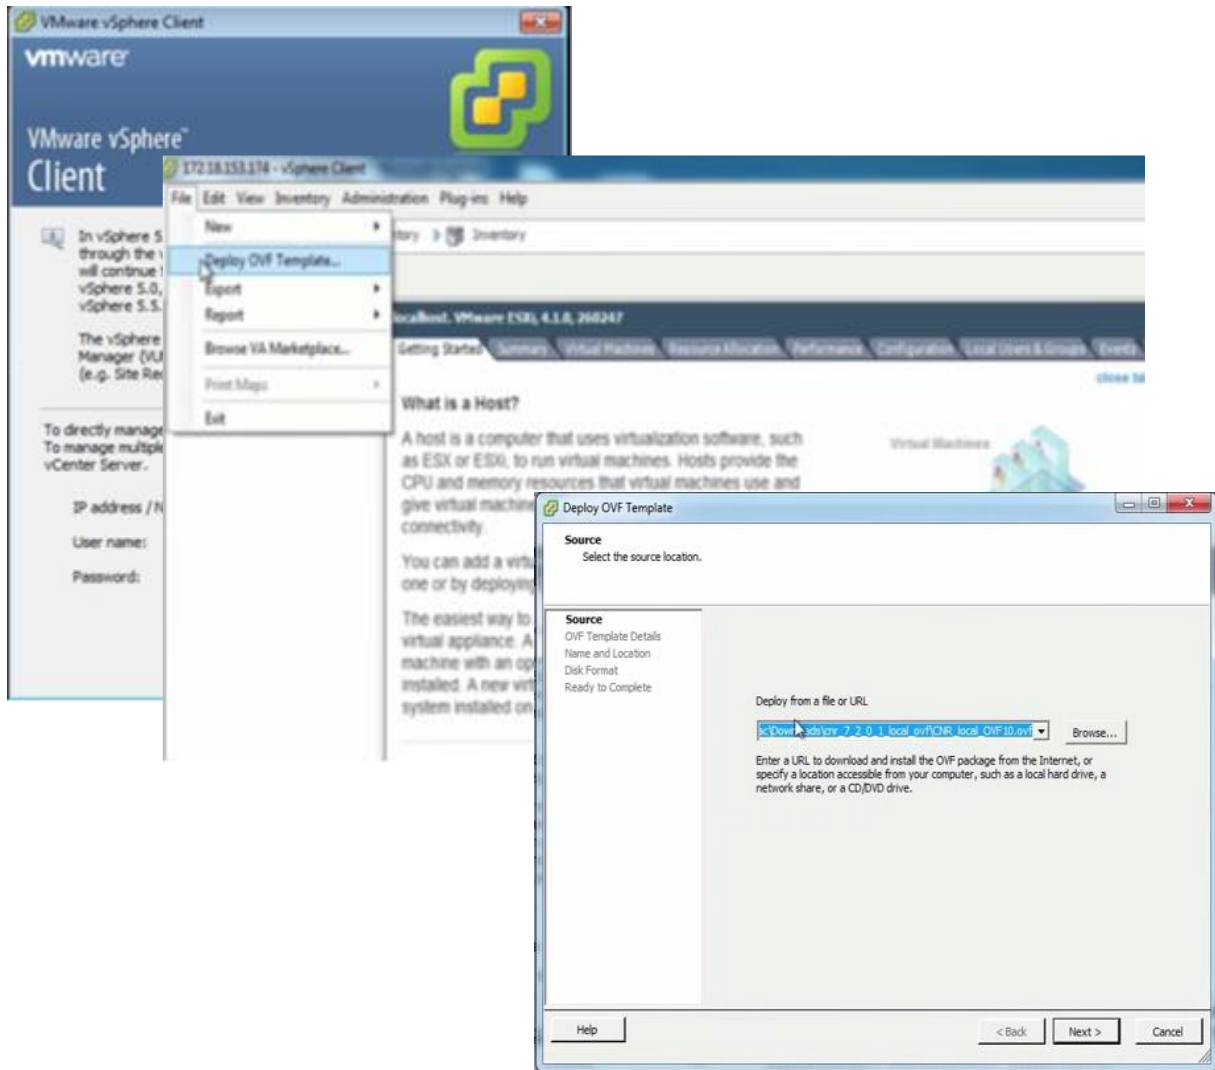 VMware vSphere Client
vmware
VMware vSphere™
Client
In vSphere 5
through the
will continue
vSphere 5.0,
vSphere 5.5.
The vSphere
Manager (VU
(e.g. Site Rec
To directly manage
To manage multiple
vCenter Server.
IP address / N
User name:
Password:
172.18.153.174 - vSphere Client
File Edit View Inventory Administration Plug-ins Help
New
Deploy OVF Template...
Export
Report
Browse VA Marketplace...
Print Maps
Exit
tory Inventory
localhost. VMware ESXi, 4.1.0, 260247
Getting Started Summary Virtual Machines Resource Allocation Performance Configuration Local Users & Groups Events
close ta
What is a Host?
A host is a computer that uses virtualization software, such
as ESX or ESXi, to run virtual machines. Hosts provide the
CPU and memory resources that virtual machines use and
give virtual machine
connectivity.
You can add a virtu
one or by deploying
The easiest way to
virtual appliance. A
machine with an op
installed. A new virt
system installed on
Virtual Machines
Deploy OVF Template
Source
Select the source location.
Source
OVF Template Details
Name and Location
Disk Format
Ready to Complete
Deploy from a file or URL
ac\Downloads\cnr_7_2_0_1_local_ovf\CNR_local_OVF10.ovf
Browse...
Enter a URL to download and install the OVF package from the Internet, or
specify a location accessible from your computer, such as a local hard drive, a
network share, or a CD/DVD drive.
Help
< Back Next > Cancel